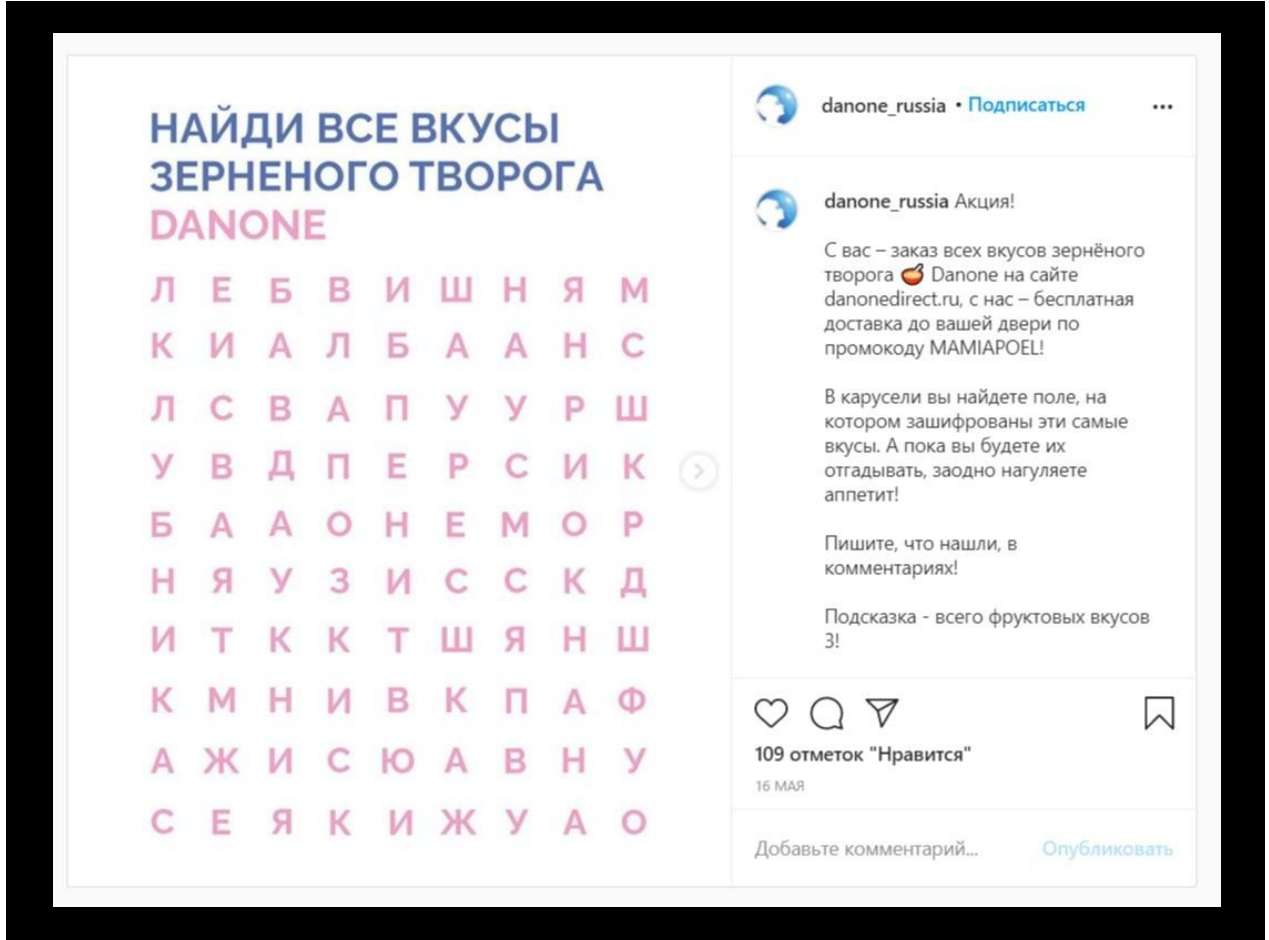 НАЙДИ ВСЕ ВКУСЫ
ЗЕРНЕНОГО ТВОРОГА
DANONE
Л Е Б В И Ш Н Я М
К И А Л Б А А Н С
Л С В А П У У Р Ш
У В Д П Е Р С И К
Б А А О Н Е М О Р
Н Я У З И С С К Д
И Т К К Т Ш Я Н Ш
К М Н И В К П А Ф
А Ж И С Ю А В Н У
С Е Я К И Ж У А О
danone_russia • Подписаться
danone_russia Акция!
С вас – заказ всех вкусов зернёного
творога 🥣 Danone на сайте
danonedirect.ru, с нас – бесплатная
доставка до вашей двери по
промокоду MAMIAPOEL!
В карусели вы найдете поле, на
котором зашифрованы эти самые
вкусы. А пока вы будете их
отгадывать, заодно нагуляете
аппетит!
Пишите, что нашли, в
комментариях!
Подсказка - всего фруктовых вкусов
3!
109 отметок "Нравится"
16 МАЯ
Добавьте комментарий... Опубликовать